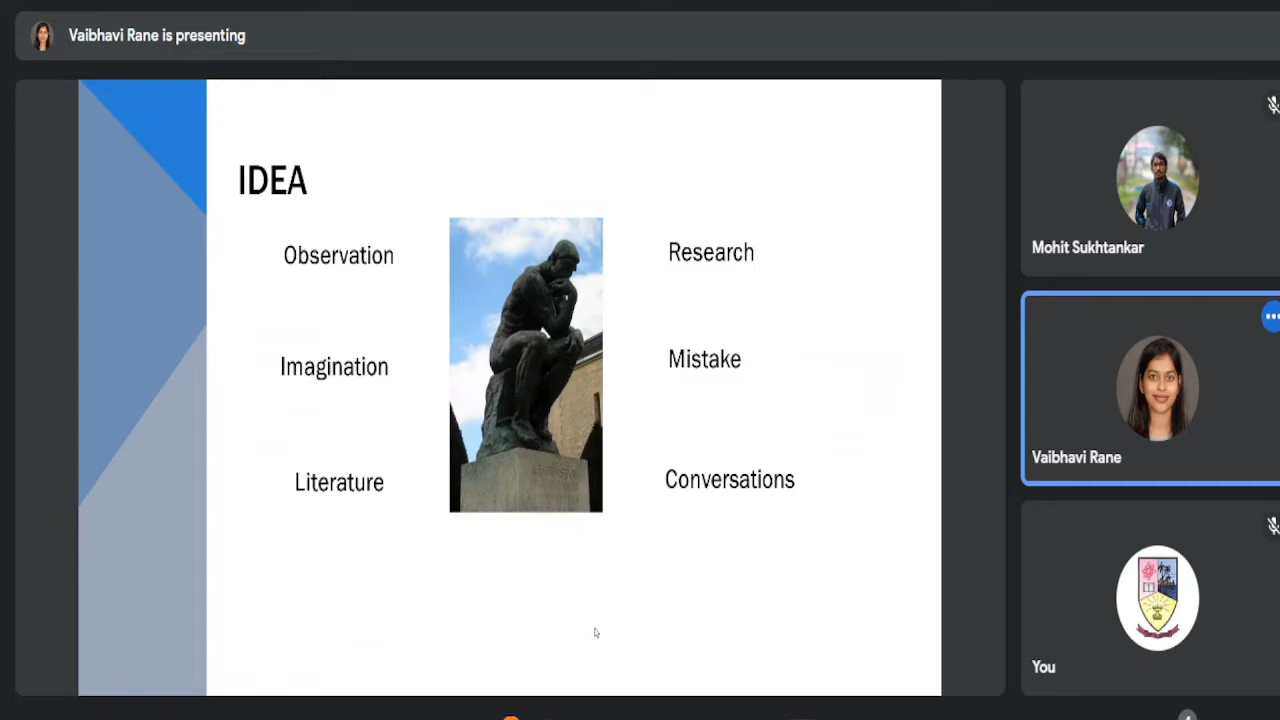 Vaibhavi Rane is presenting
IDEA
Observation
Research
Imagination
Mistake
Literature
Conversations
Mohit Sukhtankar
Vaibhavi Rane
You